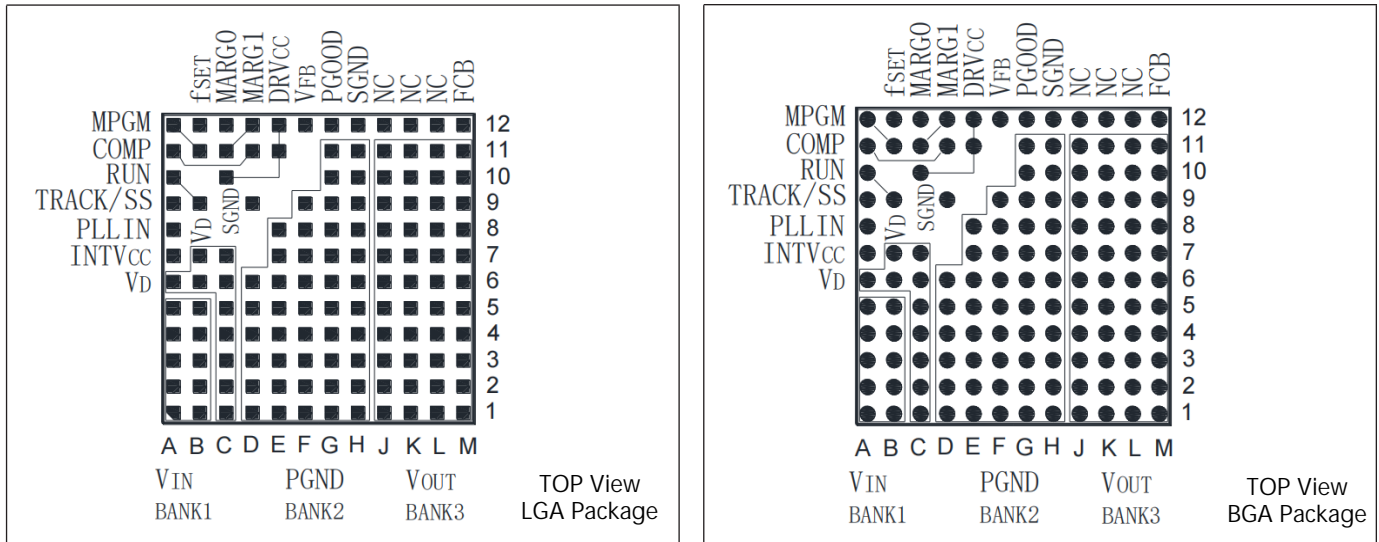 fSET
MARG0
MARG1
DRVCC
VFB
PGOOD
SGND
NC
NC
NC
FCB
MPGM
12
COMP
11
RUN
10
TRACK/SS
9
PLLIN
8
VD
SGND
INTVCC
7
VD
6
5
4
3
2
1
A B C D E F G H J K L M
VIN PGND VOUT
BANK1 BANK2 BANK3
TOP View
LGA Package
fSET
MARG0
MARG1
DRVCC
VFB
PGOOD
SGND
NC
NC
NC
FCB
MPGM
12
COMP
11
RUN
10
TRACK/SS
9
PLLIN
8
VD
SGND
INTVCC
7
VD
6
5
4
3
2
1
A B C D E F G H J K L M
VIN PGND VOUT
BANK1 BANK2 BANK3
TOP View
BGA Package